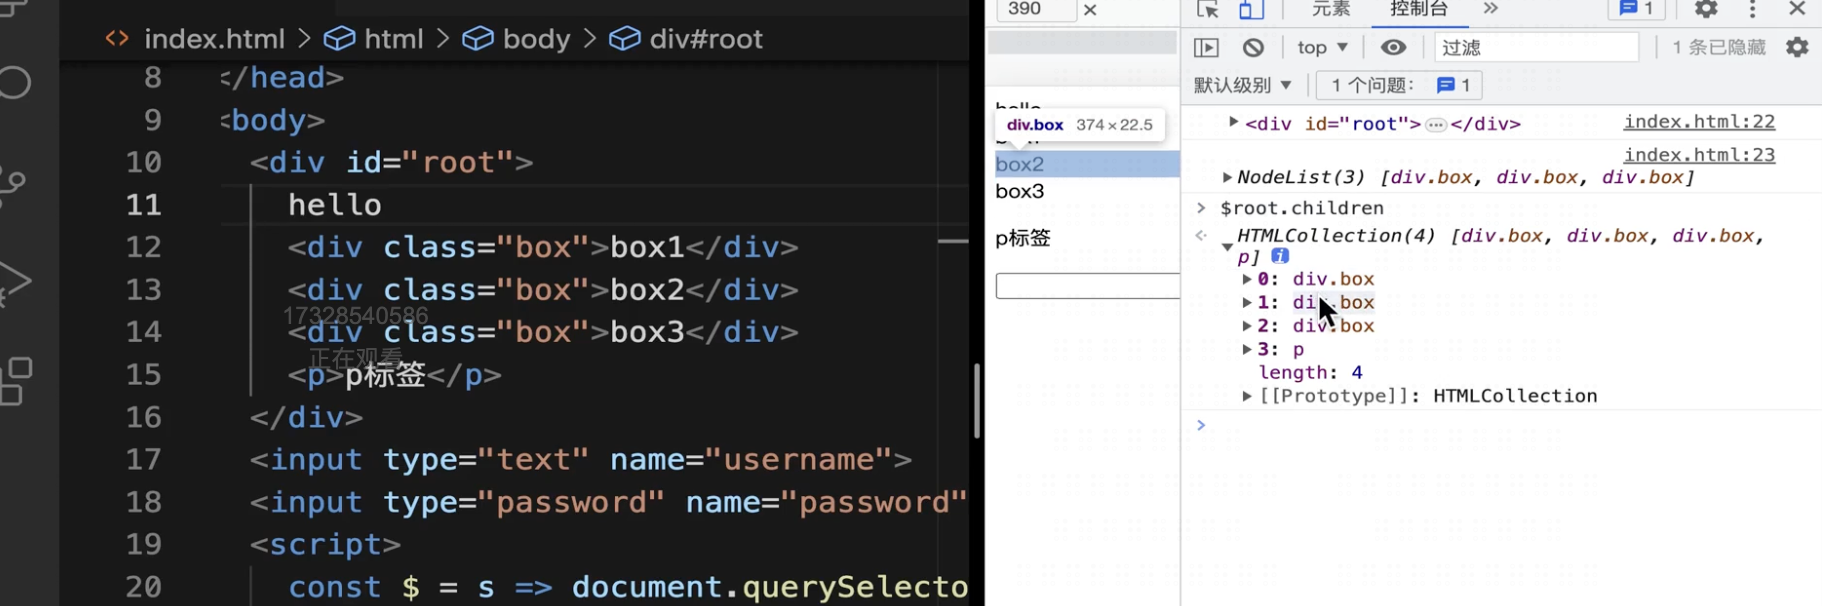 index.html > html > body > div#root
8 </head>
9 <body>
10 <div id="root">
11 hello
12 <div class="box">box1</div>
13 <div class="box">box2</div>
14 <div class="box">box3</div>
15 <p>p标签</p>
16 </div>
17 <input type="text" name="username">
18 <input type="password" name="password"
19 <script>
20 const $ = s => document.querySelecto
17328540586
正在观看
390 ×
hello
div.box 374 × 22.5
box2
box3
p标签
元素 控制台 » 1
top 过滤 1 条已隐藏
默认级别 1 个问题: 1
<div id="root">…</div> index.html:22
index.html:23
NodeList(3) [div.box, div.box, div.box]
> $root.children
HTMLCollection(4) [div.box, div.box, div.box,
p] i
0: div.box
1: div.box
2: div.box
3: p
length: 4
[[Prototype]]: HTMLCollection
>